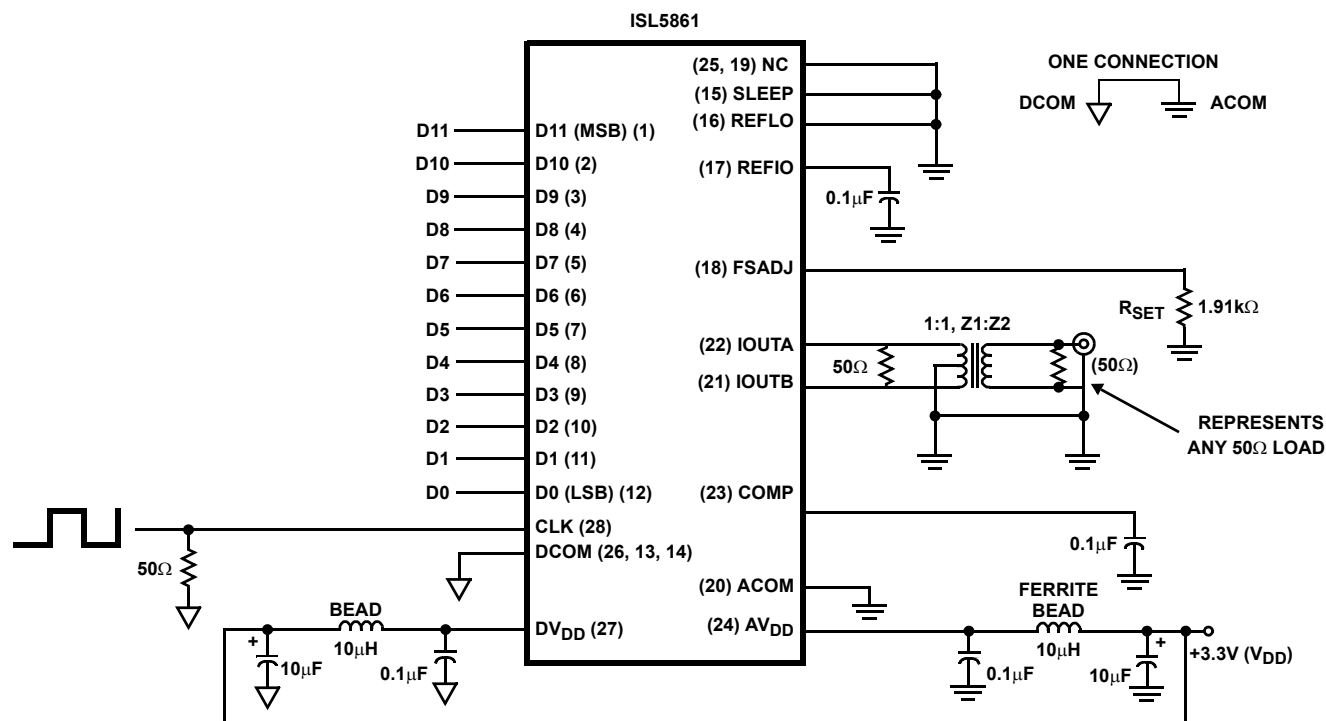 ISL5861
(25, 19) NC
(15) SLEEP
(16) REFLO
ONE CONNECTION
DCOM
ACOM
D11
D11 (MSB) (1)
D10
D10 (2)
(17) REFIO
0.1μF
D9
D9 (3)
D8
D8 (4)
D7
D7 (5)
(18) FSADJ
D6
D6 (6)
RSET
1.91kΩ
D5
D5 (7)
1:1, Z1:Z2
(22) IOUTA
D4
D4 (8)
50Ω
(50Ω)
(21) IOUTB
D3
D3 (9)
D2
D2 (10)
REPRESENTS
ANY 50Ω LOAD
D1
D1 (11)
D0
D0 (LSB) (12)
(23) COMP
CLK (28)
50Ω
DCOM (26, 13, 14)
0.1μF
(20) ACOM
FERRITE
BEAD
BEAD
DVDD (27)
(24) AVDD
+
10μH
10μF
0.1μF
10μH
+
0.1μF
10μF
+3.3V (VDD)